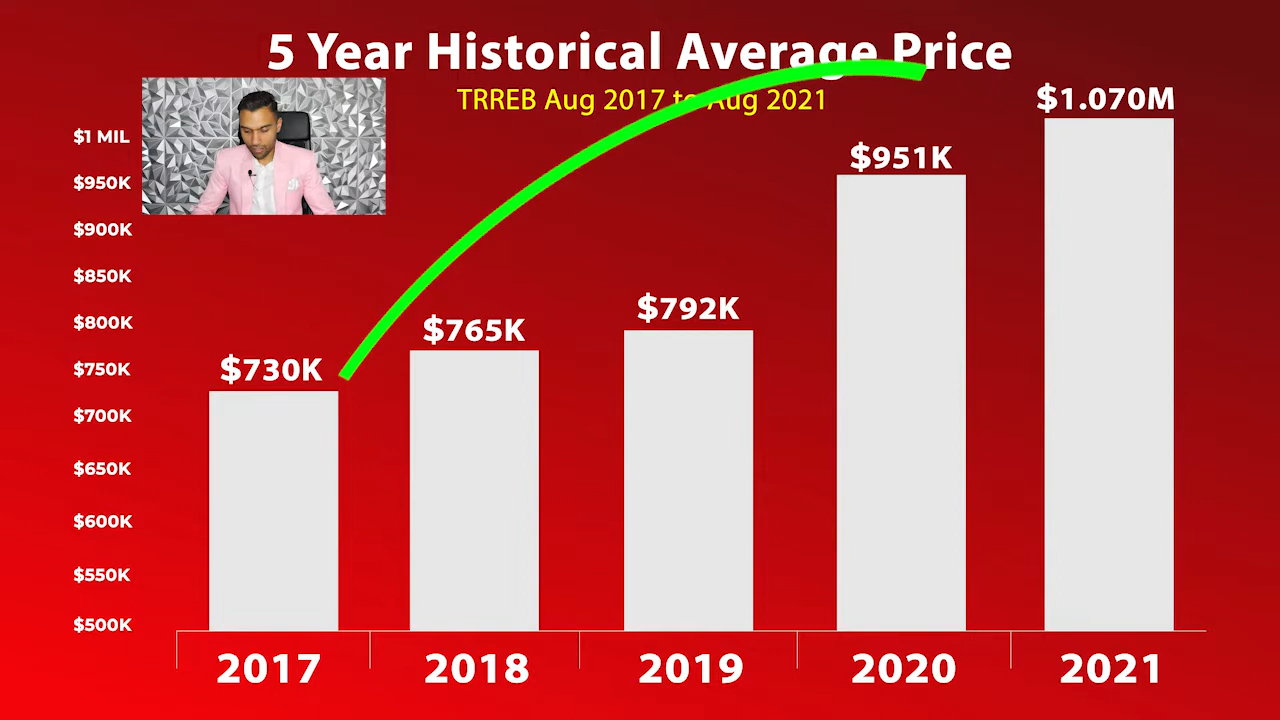 5 Year Historical Average Price
TRREB Aug 2017 to Aug 2021
$1 MIL
$950K
$900K
$850K
$800K
$750K
$700K
$650K
$600K
$550K
$500K
$730K
$765K
$792K
$951K
$1.070M
2017 2018 2019 2020 2021